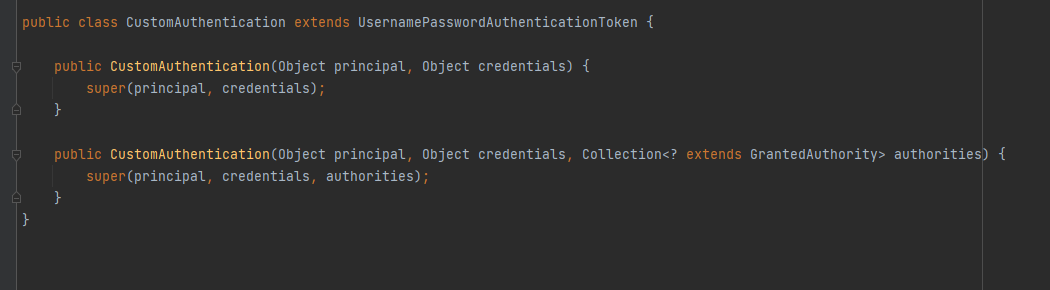 public class CustomAuthentication extends UsernamePasswordAuthenticationToken {
public CustomAuthentication(Object principal, Object credentials) {
super(principal, credentials);
}
public CustomAuthentication(Object principal, Object credentials, Collection<? extends GrantedAuthority> authorities) {
super(principal, credentials, authorities);
}
}